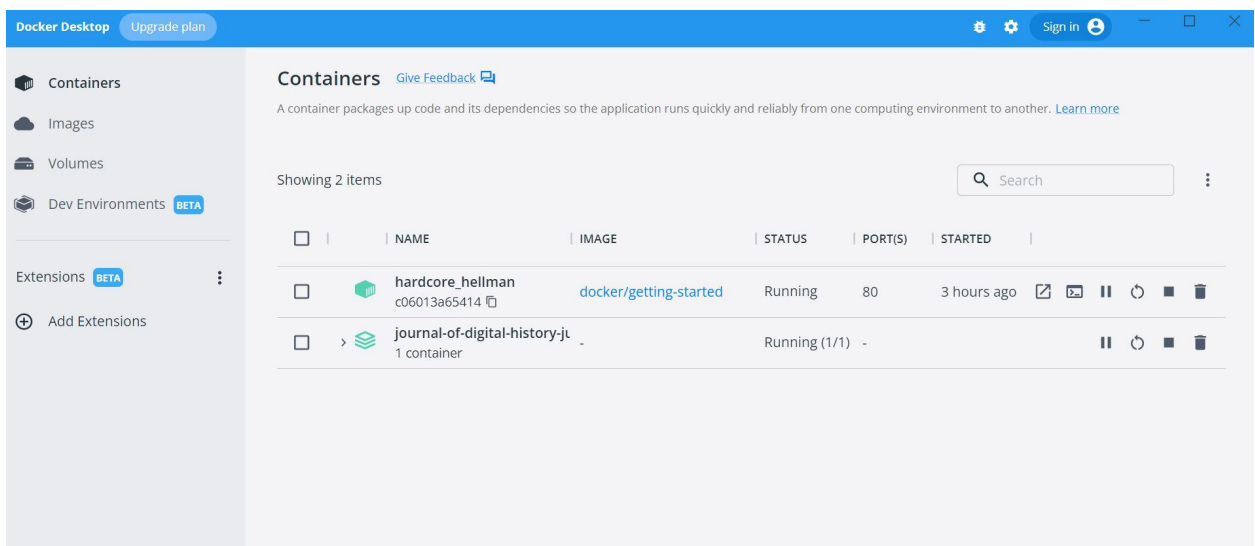 Docker Desktop Upgrade plan Sign in
Containers
Images
Volumes
Dev Environments BETA
Extensions BETA
Add Extensions
Containers Give Feedback
A container packages up code and its dependencies so the application runs quickly and reliably from one computing environment to another. Learn more
Showing 2 items Search
NAME IMAGE STATUS PORT(S) STARTED
hardcore_hellman docker/getting-started Running 80 3 hours ago
c06013a65414
journal-of-digital-history-ju - Running (1/1) -
1 container